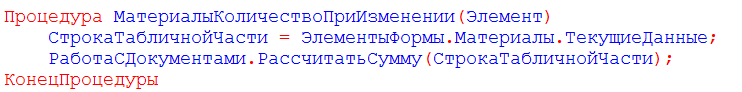 Процедура МатериалыКоличествоПриИзменении(Элемент)
СтрокаТабличнойЧасти = ЭлементыФормы.Материалы.ТекущиеДанные;
РаботаСДокументами.РассчитатьСумму(СтрокаТабличнойЧасти);
КонецПроцедуры